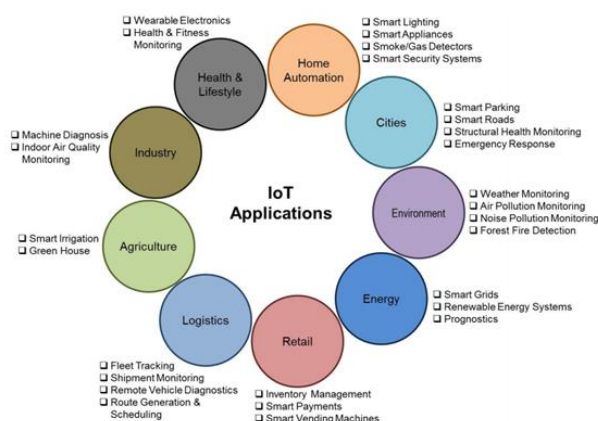 ❑ Wearable Electronics
❑ Health & Fitness
Monitoring
Health &
Lifestyle
Home
Automation
❑ Smart Lighting
❑ Smart Appliances
❑ Smoke/Gas Detectors
❑ Smart Security Systems
Cities
❑ Smart Parking
❑ Smart Roads
❑ Structural Health Monitoring
❑ Emergency Response
❑ Machine Diagnosis
❑ Indoor Air Quality
Monitoring
Industry
IoT
Applications
Environment
❑ Weather Monitoring
❑ Air Pollution Monitoring
❑ Noise Pollution Monitoring
❑ Forest Fire Detection
❑ Smart Irrigation
❑ Green House
Agriculture
Energy
❑ Smart Grids
❑ Renewable Energy Systems
❑ Prognostics
Logistics
❑ Fleet Tracking
❑ Shipment Monitoring
❑ Remote Vehicle Diagnostics
❑ Route Generation &
Scheduling
Retail
❑ Inventory Management
❑ Smart Payments
❑ Smart Vending Machines